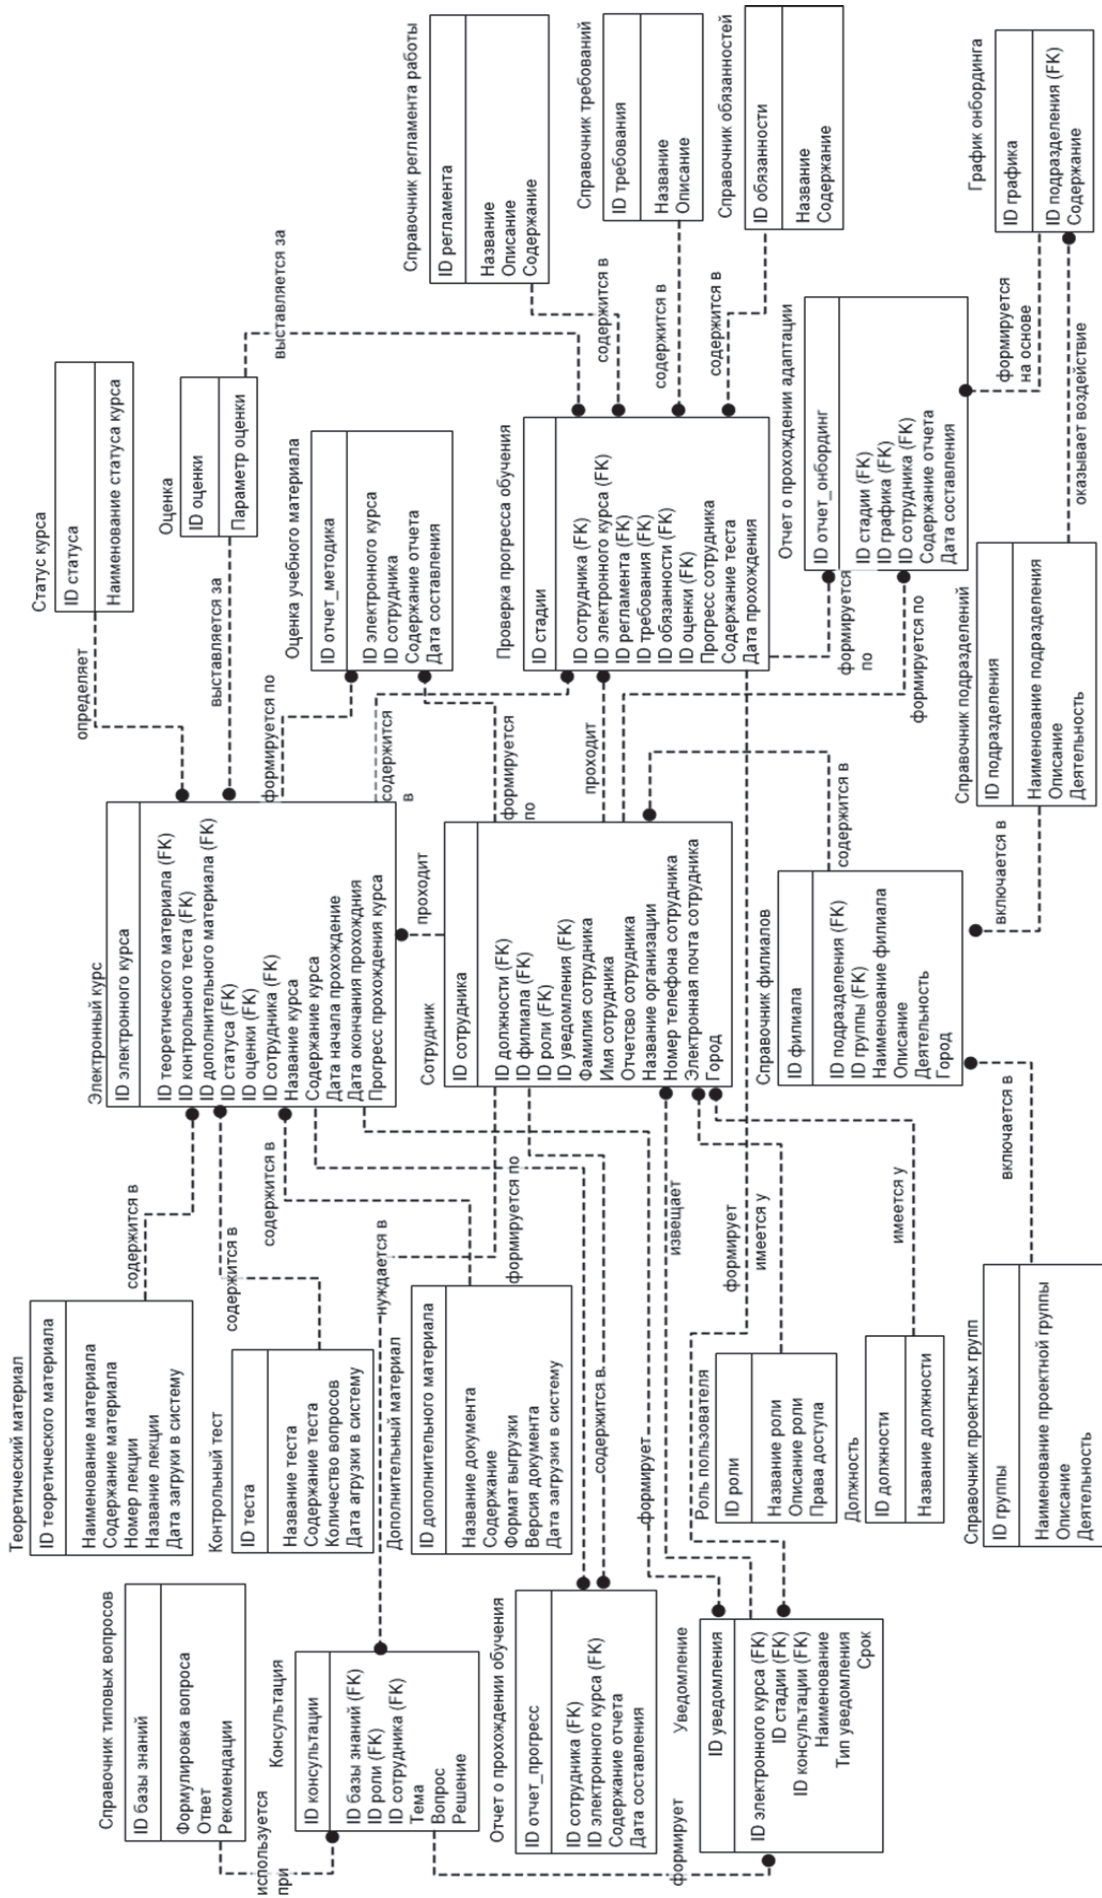 Теоретический материал
ID теоретического материала
Наименование материала
Содержание материала
Номер лекции
Название лекции
Дата загруки в систему
содержится в
Контрольный тест
ID теста
Название теста
Содержание теста
Количество вопросов
Дата агрузки в систему
содержится в
Дополнительный материал
ID дополнительного материала
Название документа
Содержание
Формат выгрузки
Версия документа
Дата загрузки в систему
содержится в
Справочник типовых вопросов
ID базы знаний
Формулировка вопроса
Ответ
Рекомендации
используется
при
Консультация
ID консультации
ID базы знаний (FK)
ID роли (FK)
ID сотрудника (FK)
Тема
Вопрос
Решение
нуждается в
формирует
Отчет о прохождении обучения
ID отчет_прогресс
ID сотрудника (FK)
ID электронного курса (FK)
Содержание отчета
Дата составления
формируется по
содержится в
Уведомление
ID уведомления
ID электронного курса (FK)
ID стадии (FK)
ID консультации (FK)
Наименование
Тип уведомления
Срок
формирует
извещает
формирует
Роль пользователя
ID роли
Название роли
Описание роли
Права доступа
имеется у
Должность
ID должности
Название должности
имеется у
Справочник проектных групп
ID группы
Наименование проектной группы
Описание
Деятельность
включается в
Электронный курс
ID электронного курса
ID теоретического материала (FK)
ID контрольного теста (FK)
ID дополнительного материала (FK)
ID статуса (FK)
ID оценки (FK)
ID сотрудника (FK)
Название курса
Содержание курса
Дата начала прохождение
Дата окончания прохождния
Прогресс прохождения курса
проходит
Сотрудник
ID сотрудника
ID должности (FK)
ID филиала (FK)
ID роли (FK)
ID уведомления (FK)
Фамилия сотрудника
Имя сотрудника
Отчетсво сотрудника
Название организации
Номер телефона сотрудника
Электронная почта сотрудника
Город
Справочник филиалов
ID филиала
ID подразделения (FK)
ID группы (FK)
Наименование филиала
Описание
Деятельность
Город
содержится в
включается в
Справочник подразделений
ID подразделения
Наименование подразделения
Описание
Деятельность
оказывает воздействие
Статус курса
ID статуса
Наименование статуса курса
определяет
Оценка
ID оценки
Параметр оценки
выставляется за
выставляется за
Оценка учебного материала
ID отчет_методика
ID электронного курса
ID сотрудника
Содержание отчета
Дата составления
формируется по
формируется
по
содержится
в
проходит
Проверка прогресса обучения
ID стадии
ID сотрудника (FK)
ID электронного курса (FK)
ID регламента (FK)
ID требования (FK)
ID обязанности (FK)
ID оценки (FK)
Прогресс сотрудника
Содержание теста
Дата прохождения
формируется
по
формируется по
Отчет о прохождении адаптации
ID отчет_онбординг
ID стадии (FK)
ID графика (FK)
ID сотрудника (FK)
Содержание отчета
Дата составления
формируется
на основе
Справочник регламента работы
ID регламента
Название
Описание
Содержание
содержится в
Справочник требований
ID требования
Название
Описание
содержится в
Справочник обязанностей
ID обязанности
Название
Содержание
содержится в
График онбординга
ID графика
ID подразделения (FK)
Содержание